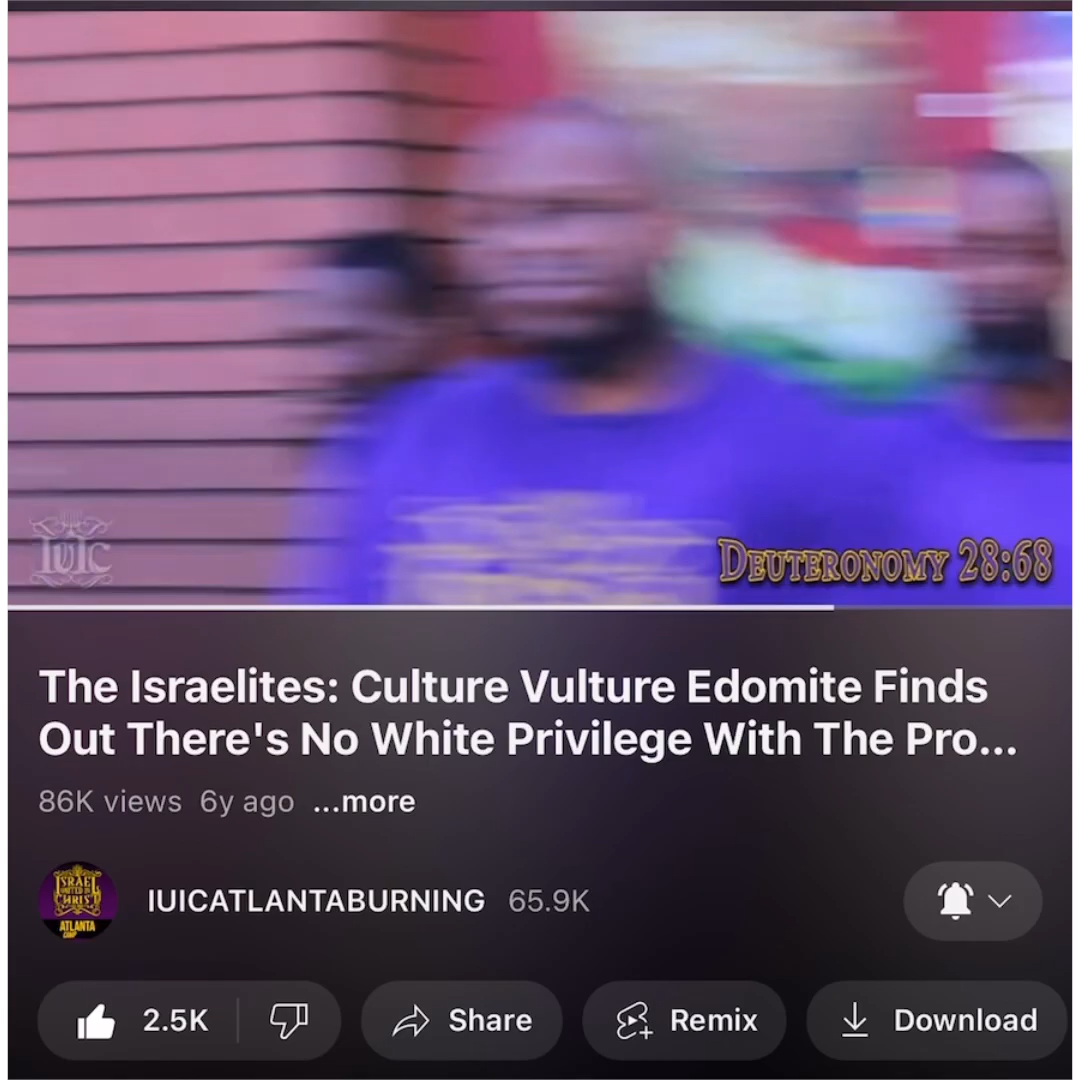 IUIC
DEUTERONOMY 28:68
The Israelites: Culture Vulture Edomite Finds
Out There's No White Privilege With The Pro...
86K views 6y ago ...more
ISRAEL
UNITED IN
CHRIST
ATLANTA
CAMP
IUICATLANTABURNING 65.9K
2.5K Share Remix Download